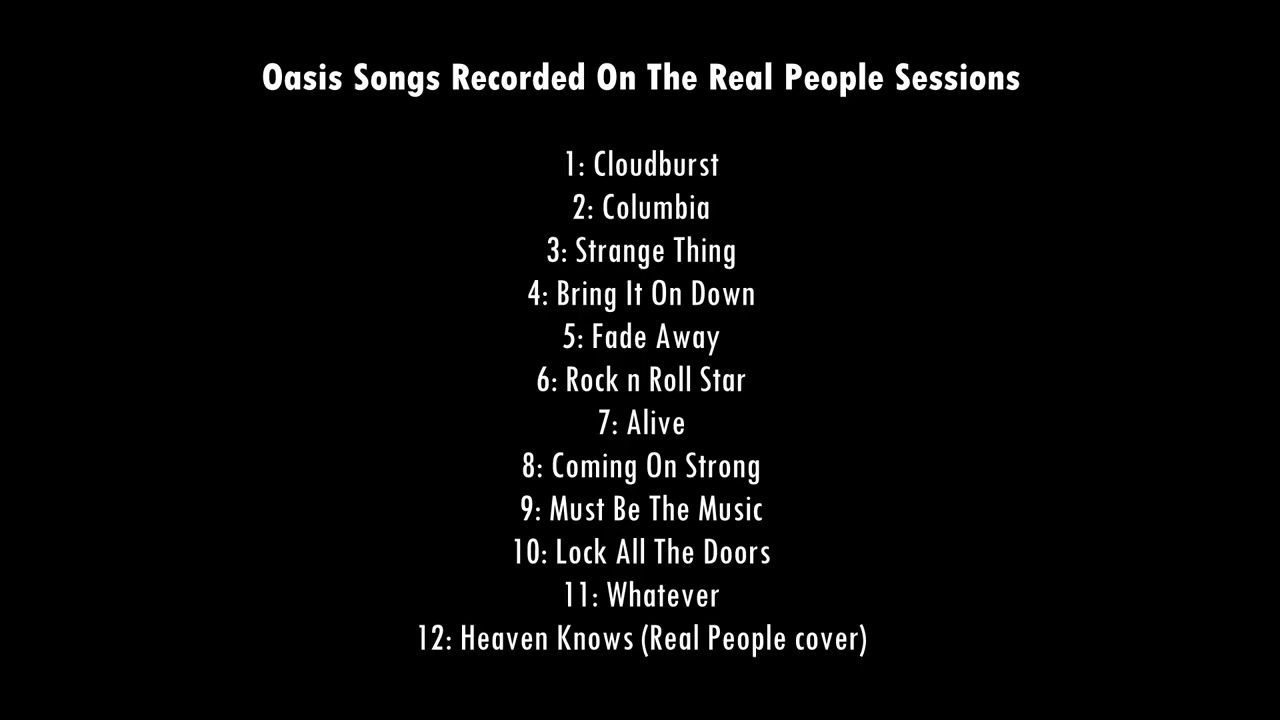 Oasis Songs Recorded On The Real People Sessions
1: Cloudburst
2: Columbia
3: Strange Thing
4: Bring It On Down
5: Fade Away
6: Rock n Roll Star
7: Alive
8: Coming On Strong
9: Must Be The Music
10: Lock All The Doors
11: Whatever
12: Heaven Knows (Real People cover)